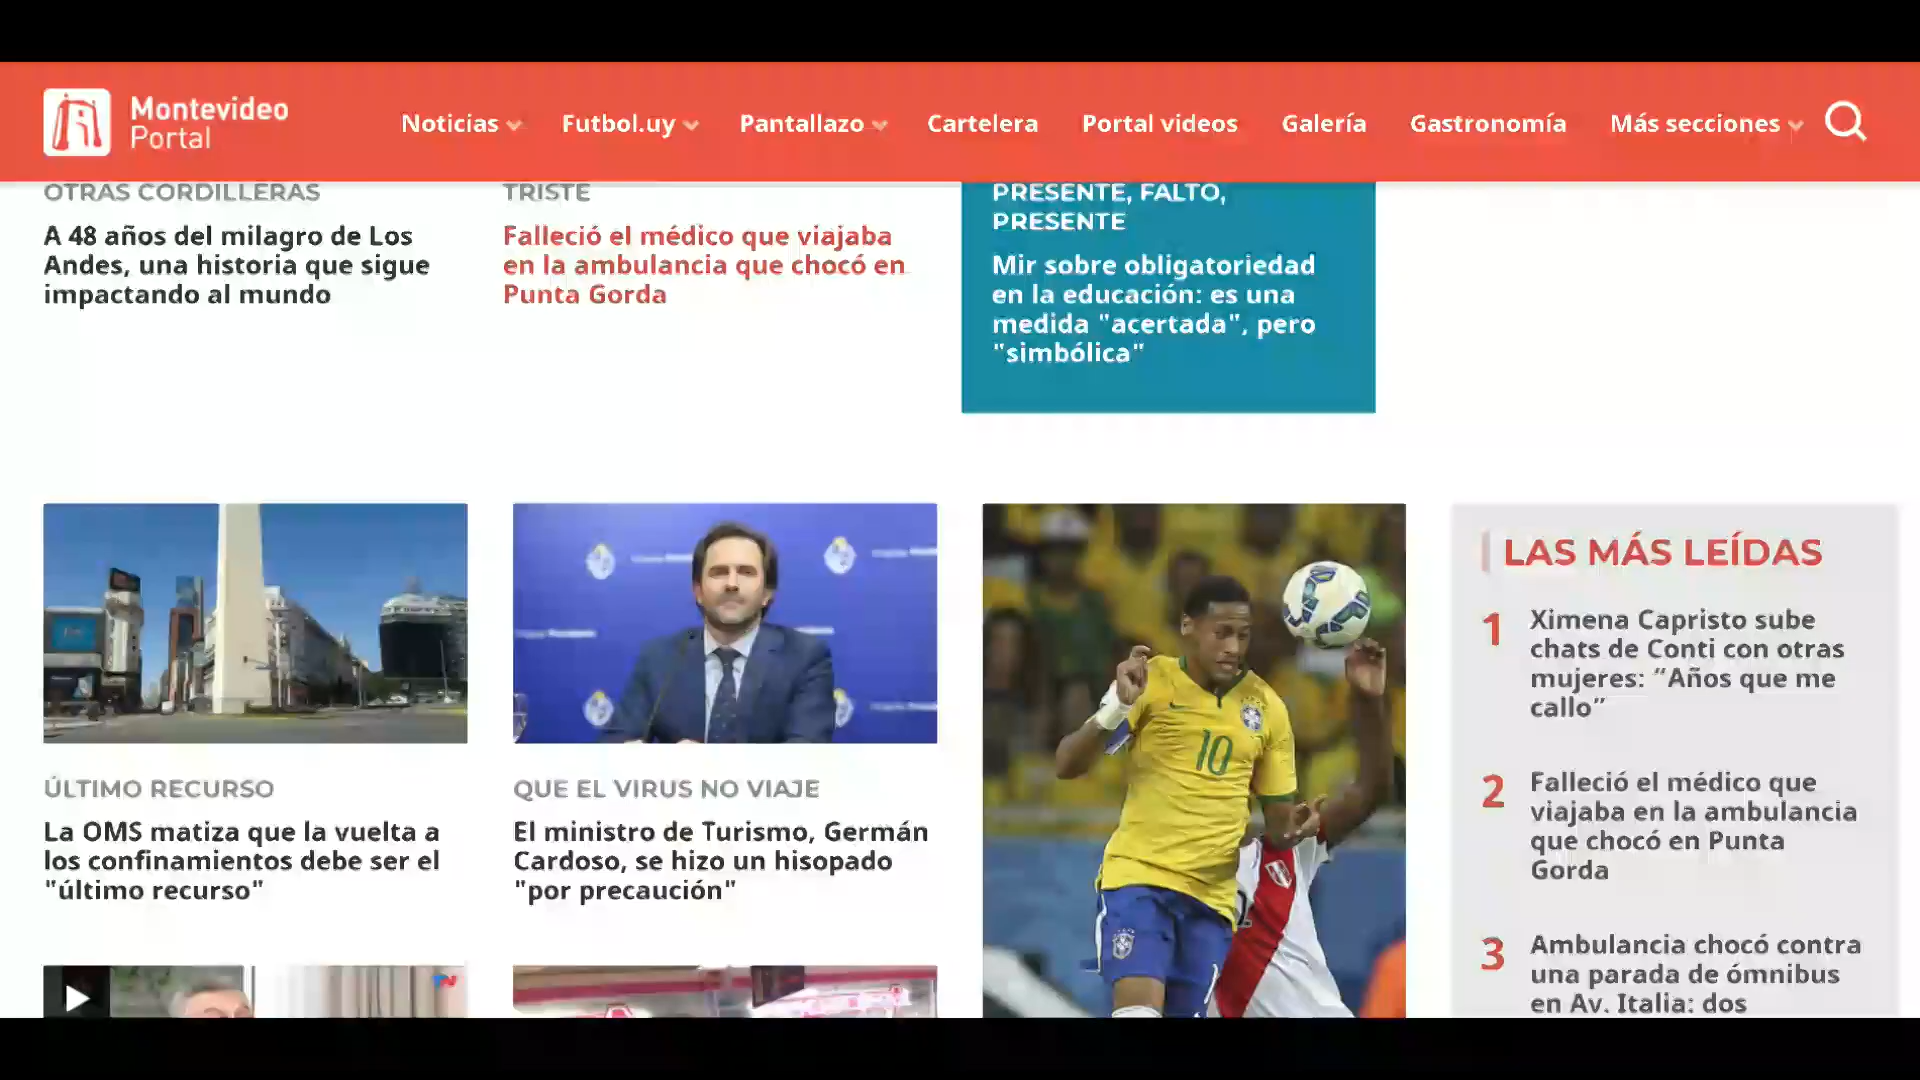 Montevideo
Portal
Noticias
Futbol.uy
Pantallazo
Cartelera
Portal videos
Galería
Gastronomía
Más secciones
OTRAS CORDILLERAS
A 48 años del milagro de Los
Andes, una historia que sigue
impactando al mundo
TRISTE
Falleció el médico que viajaba
en la ambulancia que chocó en
Punta Gorda
PRESENTE, FALTO,
PRESENTE
Mir sobre obligatoriedad
en la educación: es una
medida "acertada", pero
"simbólica"
ÚLTIMO RECURSO
La OMS matiza que la vuelta a
los confinamientos debe ser el
"último recurso"
QUE EL VIRUS NO VIAJE
El ministro de Turismo, Germán
Cardoso, se hizo un hisopado
"por precaución"
10
LAS MÁS LEÍDAS
1 Ximena Capristo sube
chats de Conti con otras
mujeres: “Años que me
callo”
2 Falleció el médico que
viajaba en la ambulancia
que chocó en Punta
Gorda
3 Ambulancia chocó contra
una parada de ómnibus
en Av. Italia: dos